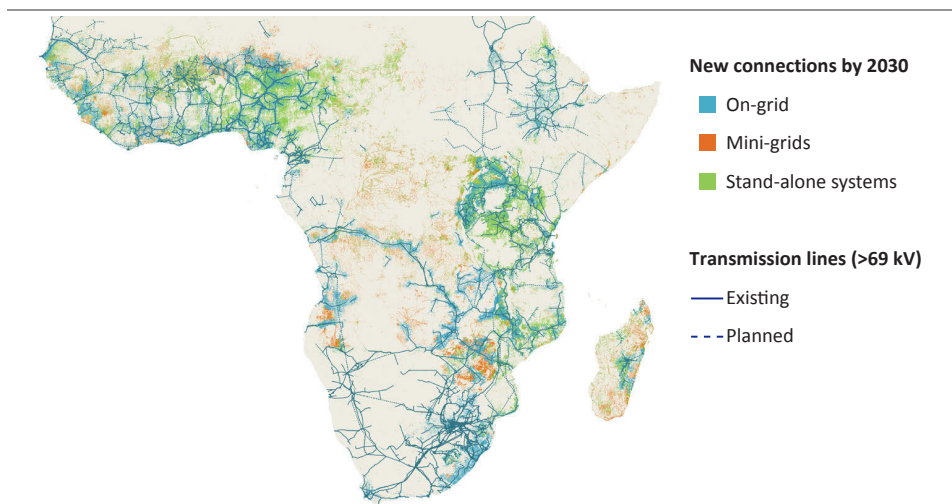 New connections by 2030
On-grid
Mini-grids
Stand-alone systems
Transmission lines (>69 kV)
Existing
Planned